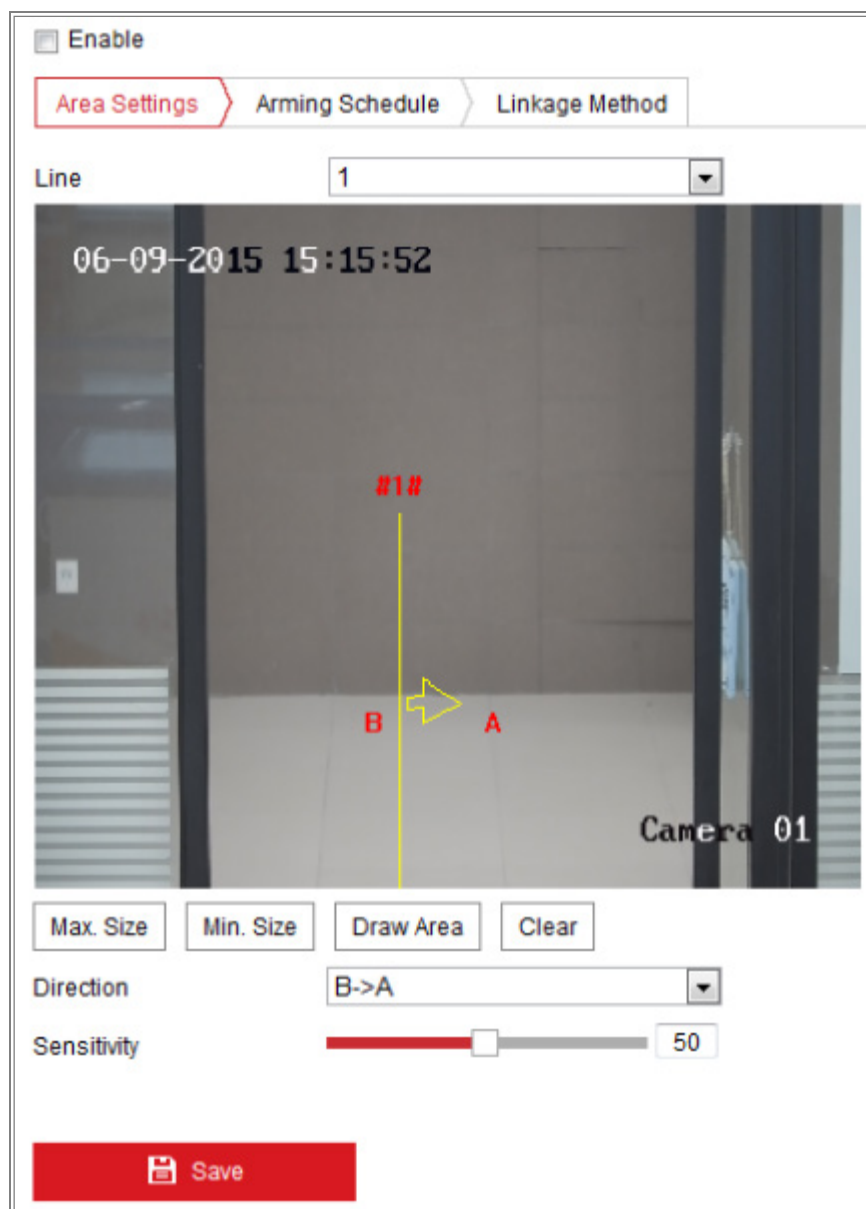 Enable
Area Settings Arming Schedule Linkage Method
Line 1
06-09-2015 15:15:52
#1#
B A
Camera 01
Max. Size Min. Size Draw Area Clear
Direction B->A
Sensitivity 50
Save